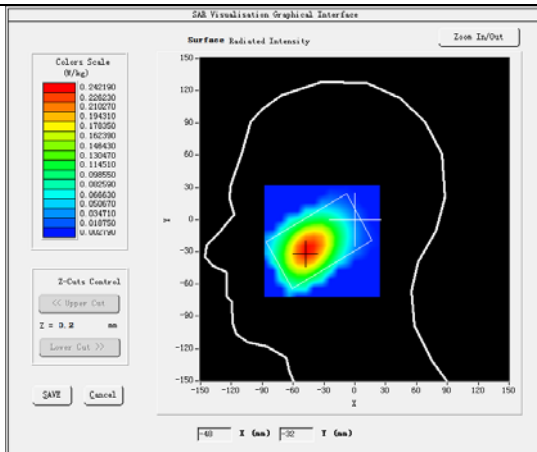 SAR Visualisation Graphical Interface
Surface Radiated Intensity
Zoom In/Out
Colors Scale
(W/kg)
0.242190
0.226230
0.210270
0.194310
0.178350
0.162390
0.146430
0.130470
0.114510
0.098550
0.082590
0.066630
0.050670
0.034710
0.018750
0.002790
150
120
90
60
30
0
-30
-60
-90
-120
-150
Y
-150 -120 -90 -60 -30 0 30 60 90 120 150
X
Z-Cuts Control
<< Upper Cut
Z = 3.2 mm
Lower Cut >>
SAVE Cancel
-48 X (mm) -32 Y (mm)